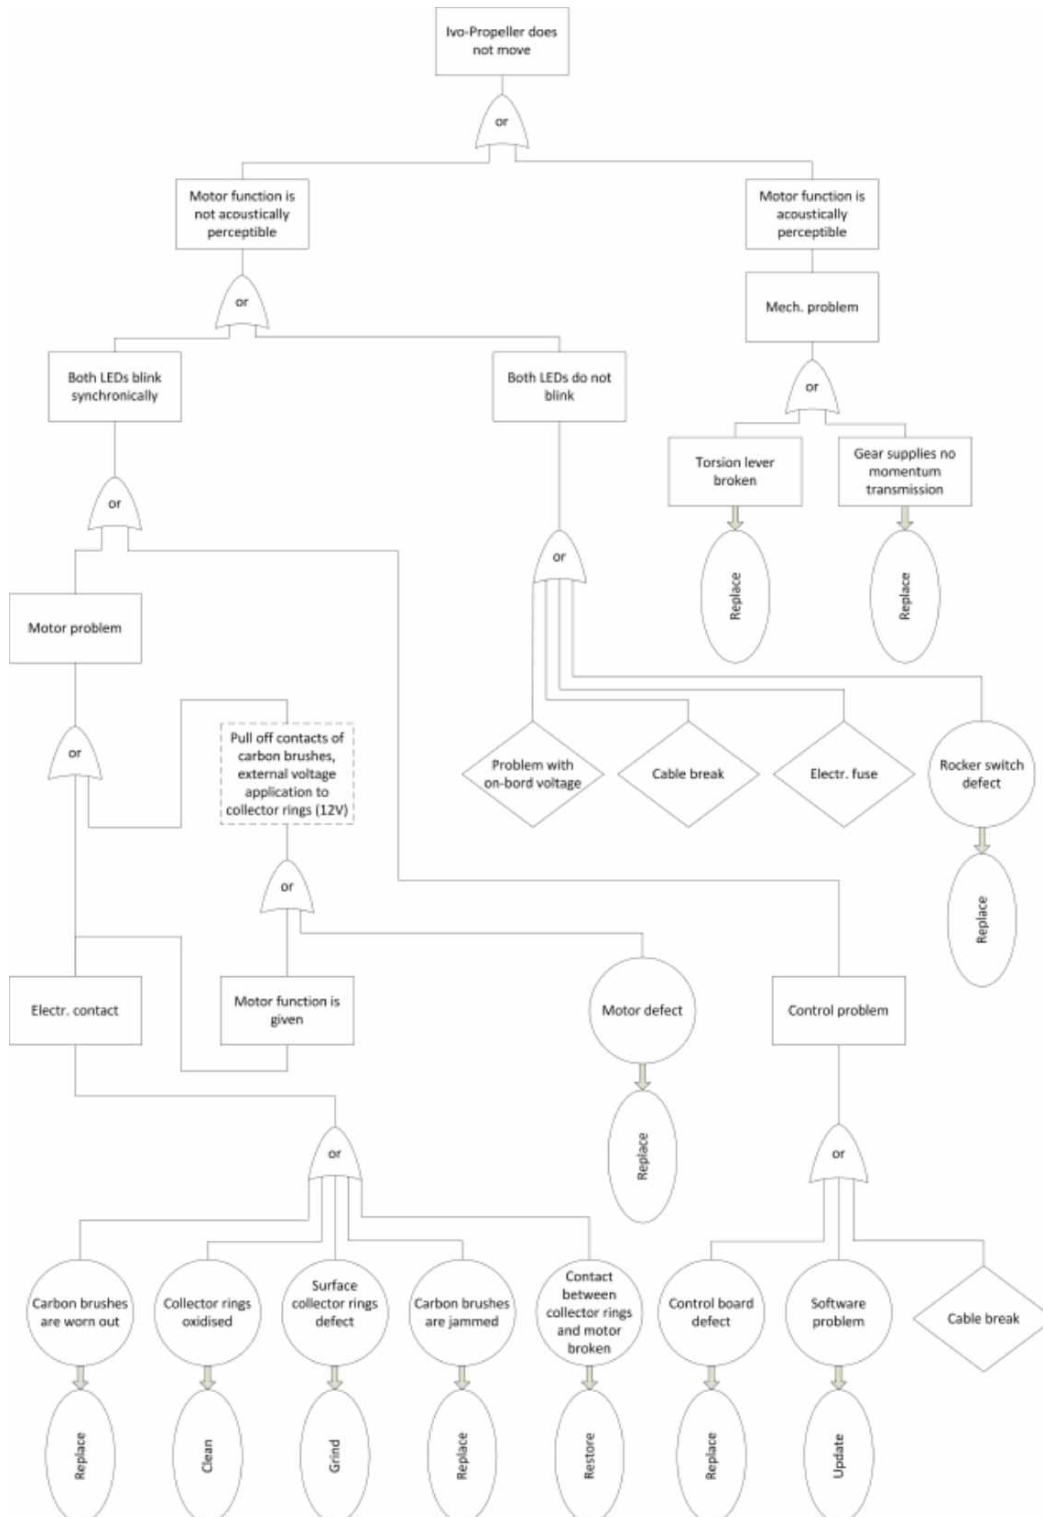 Ivo-Propeller does
not move
or
Motor function is
not acoustically
perceptible
Motor function is
acoustically
perceptible
or
Mech. problem
Both LEDs blink
synchronically
Both LEDs do not
blink
or
Torsion lever
broken
Gear supplies no
momentum
transmission
or
or
Replace
Replace
Motor problem
or
Pull off contacts of
carbon brushes,
external voltage
application to
collector rings (12V)
Problem with
on-bord voltage
Cable break
Electr. fuse
Rocker switch
defect
or
Replace
Electr. contact
Motor function is
given
Motor defect
Control problem
Replace
or
or
Carbon brushes
are worn out
Collector rings
oxidised
Surface
collector rings
defect
Carbon brushes
are jammed
Contact
between
collector rings
and motor
broken
Control board
defect
Software
problem
Cable break
Replace
Clean
Grind
Replace
Restore
Replace
Update